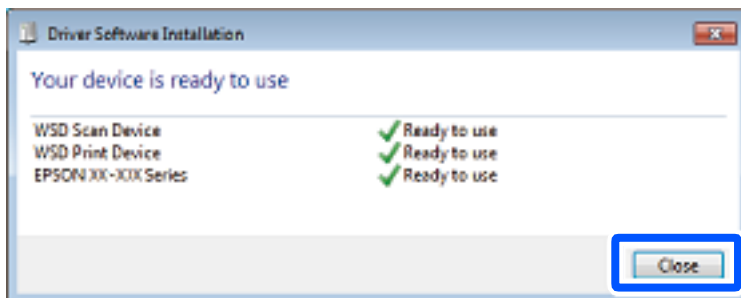 Driver Software Installation
Your device is ready to use
WSD Scan Device Ready to use
WSD Print Device Ready to use
EPSON XX-XXX Series Ready to use
Close